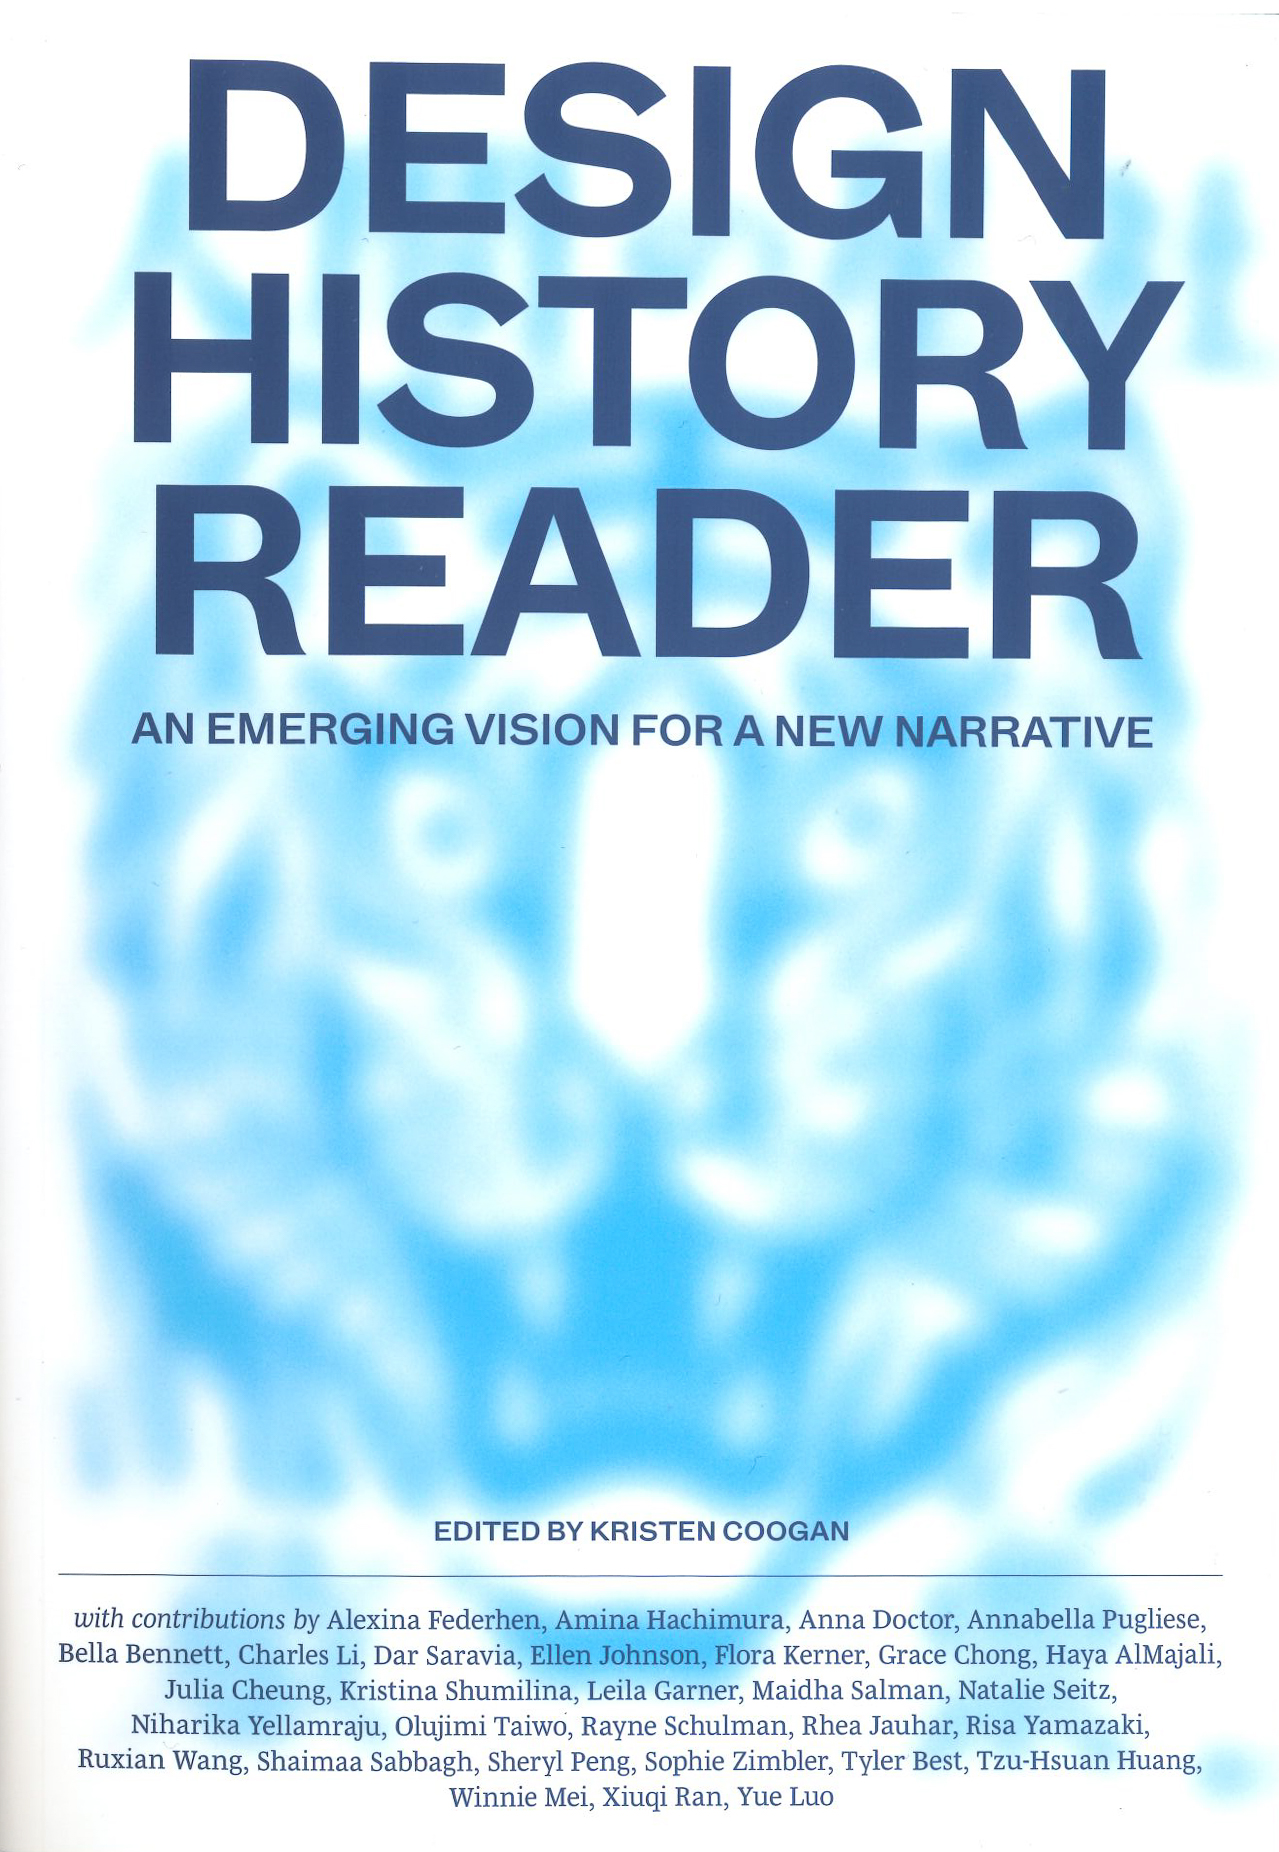 DESIGN
HISTORY
READER
AN EMERGING VISION FOR A NEW NARRATIVE
EDITED BY KRISTEN COOGAN
with contributions by Alexina Federhen, Amina Hachimura, Anna Doctor, Annabella Pugliese,
Bella Bennett, Charles Li, Dar Saravia, Ellen Johnson, Flora Kerner, Grace Chong, Haya AlMajali,
Julia Cheung, Kristina Shumilina, Leila Garner, Maidha Salman, Natalie Seitz,
Niharika Yellamraju, Olujimi Taiwo, Rayne Schulman, Rhea Jauhar, Risa Yamazaki,
Ruxian Wang, Shaimaa Sabbagh, Sheryl Peng, Sophie Zimbler, Tyler Best, Tzu-Hsuan Huang,
Winnie Mei, Xiuqi Ran, Yue Luo